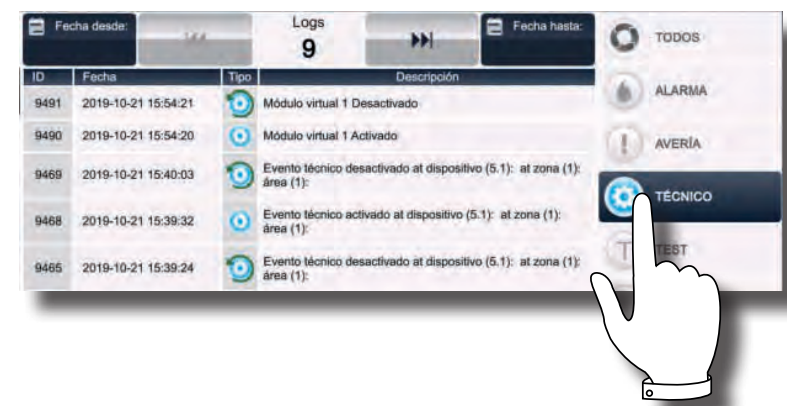 Fecha desde:
Logs
9
Fecha hasta:
ID Fecha Tipo Descripción
9491 2019-10-21 15:54:21 Módulo virtual 1 Desactivado
9490 2019-10-21 15:54:20 Módulo virtual 1 Activado
9469 2019-10-21 15:40:03 Evento técnico desactivado at dispositivo (5.1): at zona (1):
área (1):
9468 2019-10-21 15:39:32 Evento técnico activado at dispositivo (5.1): at zona (1):
área (1):
9465 2019-10-21 15:39:24 Evento técnico desactivado at dispositivo (5.1): at zona (1):
área (1):
TODOS
ALARMA
AVERÍA
TÉCNICO
TEST